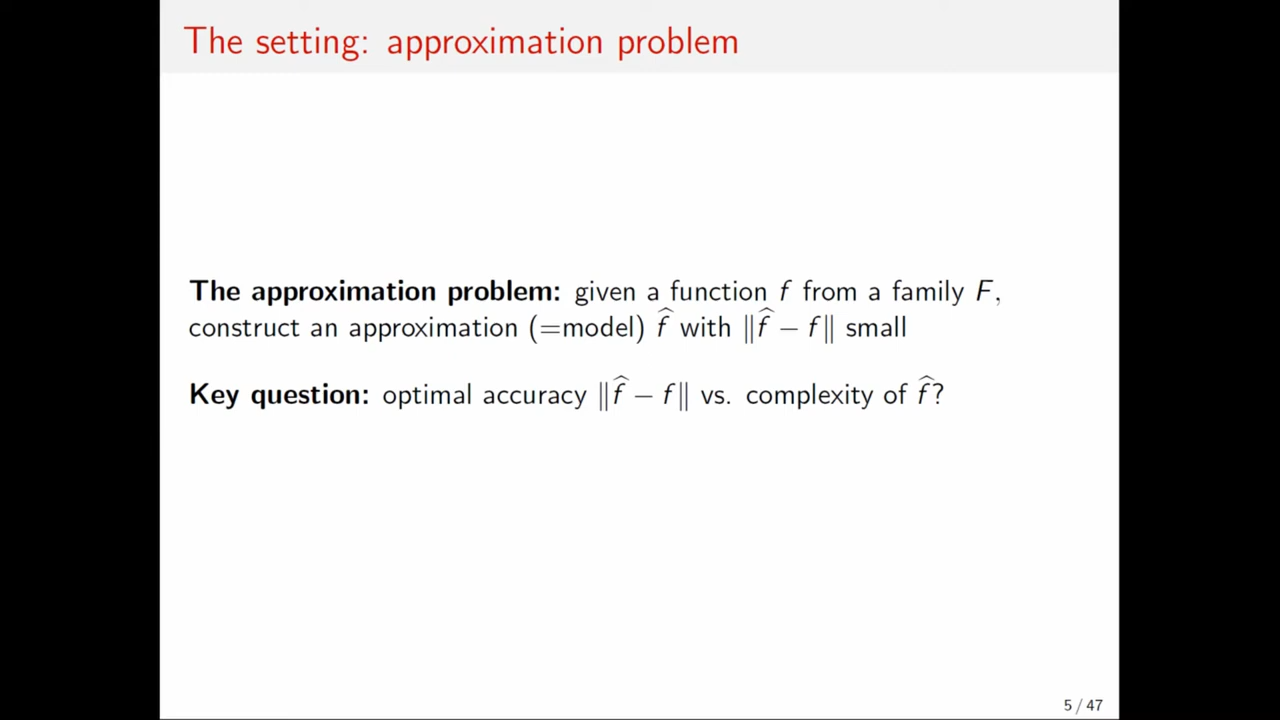 The setting: approximation problem
The approximation problem: given a function f from a family F,
construct an approximation (=model) f̂ with ‖f̂ − f‖ small
Key question: optimal accuracy ‖f̂ − f‖ vs. complexity of f̂?
5 / 47